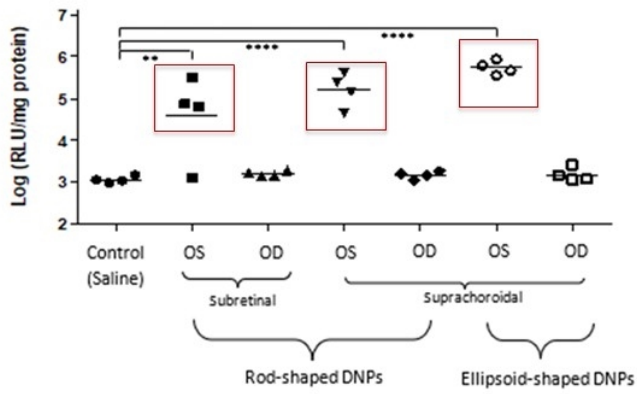 Log (RLU/mg protein)
7
6
5
4
3
2
**
****
****
Control
(Saline)
OS
OD
OS
OD
OS
OD
Subretinal
Suprachoroidal
Rod-shaped DNPs
Ellipsoid-shaped DNPs